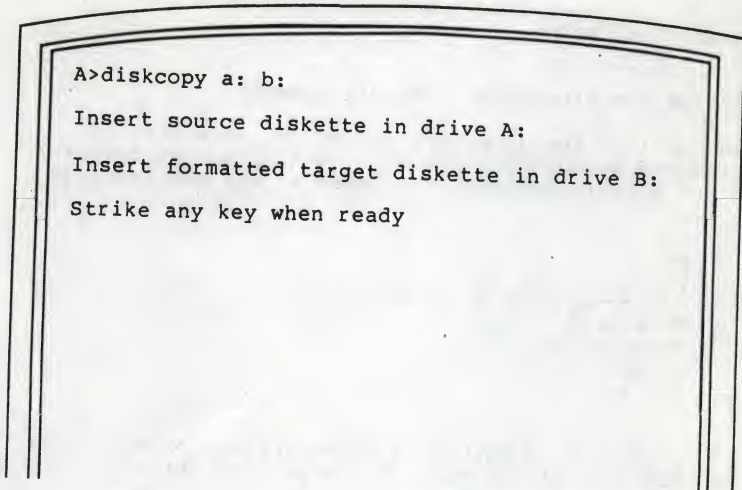 A>diskcopy a: b:
Insert source diskette in drive A:
Insert formatted target diskette in drive B:
Strike any key when ready